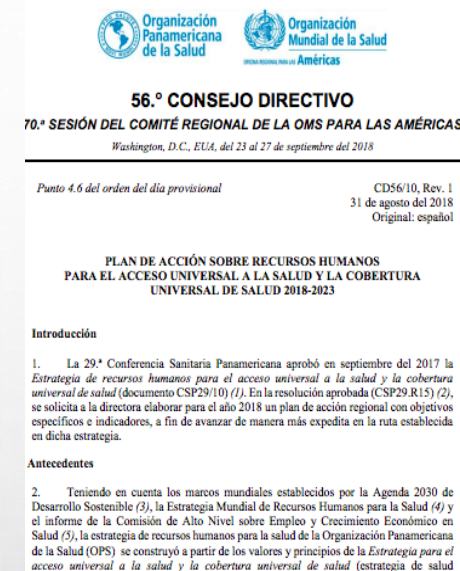 Organización
Panamericana
de la Salud
Organización
Mundial de la Salud
OFICINA REGIONAL PARA LAS Américas
56.º CONSEJO DIRECTIVO
70.ª SESIÓN DEL COMITÉ REGIONAL DE LA OMS PARA LAS AMÉRICAS
Washington, D.C., EUA, del 23 al 27 de septiembre del 2018
Punto 4.6 del orden del día provisional
CD56/10, Rev. 1
31 de agosto del 2018
Original: español
PLAN DE ACCIÓN SOBRE RECURSOS HUMANOS
PARA EL ACCESO UNIVERSAL A LA SALUD Y LA COBERTURA
UNIVERSAL DE SALUD 2018-2023
Introducción
1. La 29.ª Conferencia Sanitaria Panamericana aprobó en septiembre del 2017 la
Estrategia de recursos humanos para el acceso universal a la salud y la cobertura
universal de salud (documento CSP29/10) (1). En la resolución aprobada (CSP29.R15) (2),
se solicita a la directora elaborar para el año 2018 un plan de acción regional con objetivos
específicos e indicadores, a fin de avanzar de manera más expedita en la ruta establecida
en dicha estrategia.
Antecedentes
2. Teniendo en cuenta los marcos mundiales establecidos por la Agenda 2030 de
Desarrollo Sostenible (3), la Estrategia Mundial de Recursos Humanos para la Salud (4) y
el informe de la Comisión de Alto Nivel sobre Empleo y Crecimiento Económico en
Salud (5), la estrategia de recursos humanos para la salud de la Organización Panamericana
de la Salud (OPS) se construyó a partir de los valores y principios de la Estrategia para el
acceso universal a la salud y la cobertura universal de salud (estrategia de salud